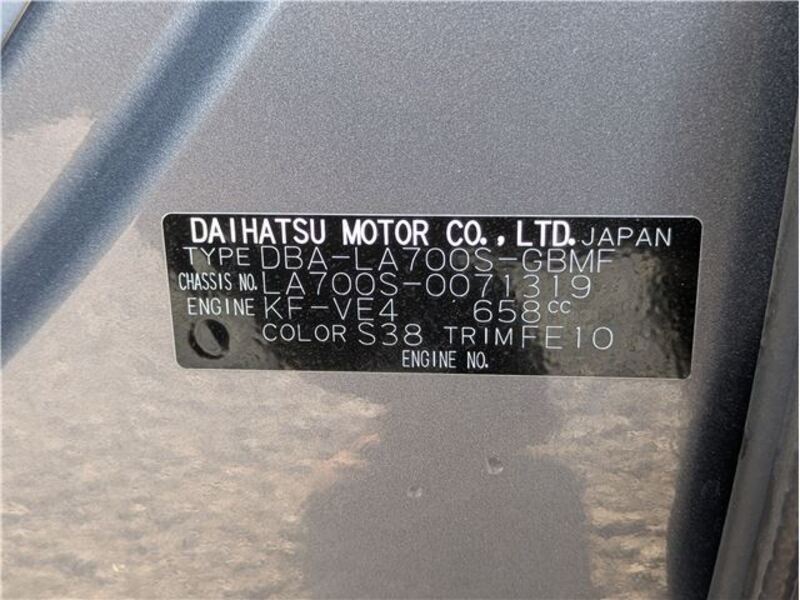 DAIHATSU MOTOR CO., LTD. JAPAN
TYPE DBA-LA700S-GBMF
CHASSIS NO. LA700S-0071319
ENGINE KF-VE4 658cc
COLOR S38 TRIM FE10
ENGINE NO.